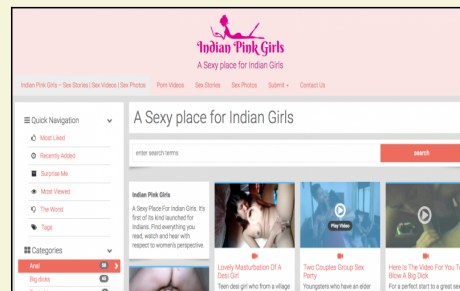 Indian Pink Girls
A Sexy place for Indian Girls
Indian Pink Girls – Sex Stories | Sex Videos | Sex Photos
Porn Videos
Sex Stories
Sex Photos
Submit
Contact Us
Quick Navigation
Most Liked
Recently Added
Surprise Me
Most Viewed
The Worst
Tags
Categories
Anal
Big dicks
A Sexy place for Indian Girls
enter search terms
search
Indian Pink Girls
A Sexy Place For Indian Girls. It's
first of its kind launched for
Indians. Find everything you
read, watch and hear with
respect to women's perspective.
Lovely Masturbation Of A
Desi Girl
Teen desi girl who from a village
Play Video
Two Couples Group Sex
Party
Youngsters who have an elder
Here is The Video For You T
Blow A Big Dick
For a perfect start to a great sex